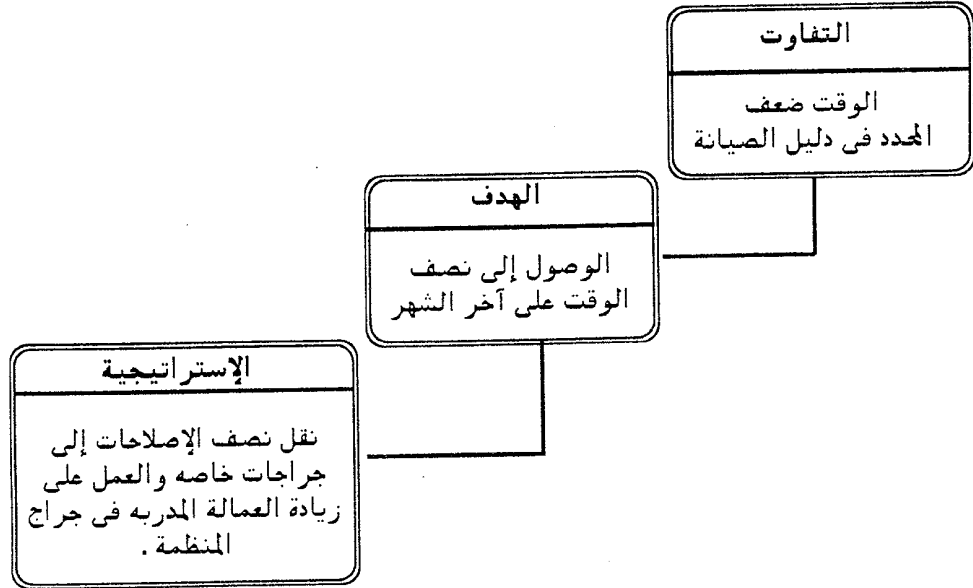 التفاوت
الوقت ضعف
المحدد فى دليل الصيانة
الهدف
الوصول إلى نصف
الوقت على آخر الشهر
الإستراتيجية
نقل نصف الإصلاحات إلى
جراجات خاصه والعمل على
زيادة العمالة المدربه فى جراج
المنظمة .